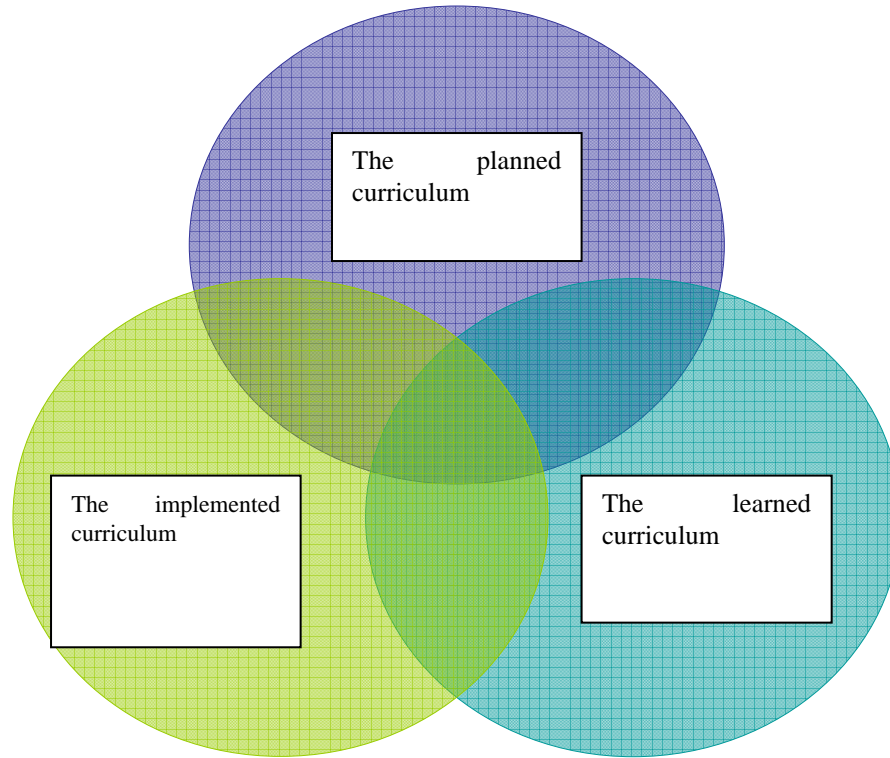 The planned
curriculum
The implemented
curriculum
The learned
curriculum